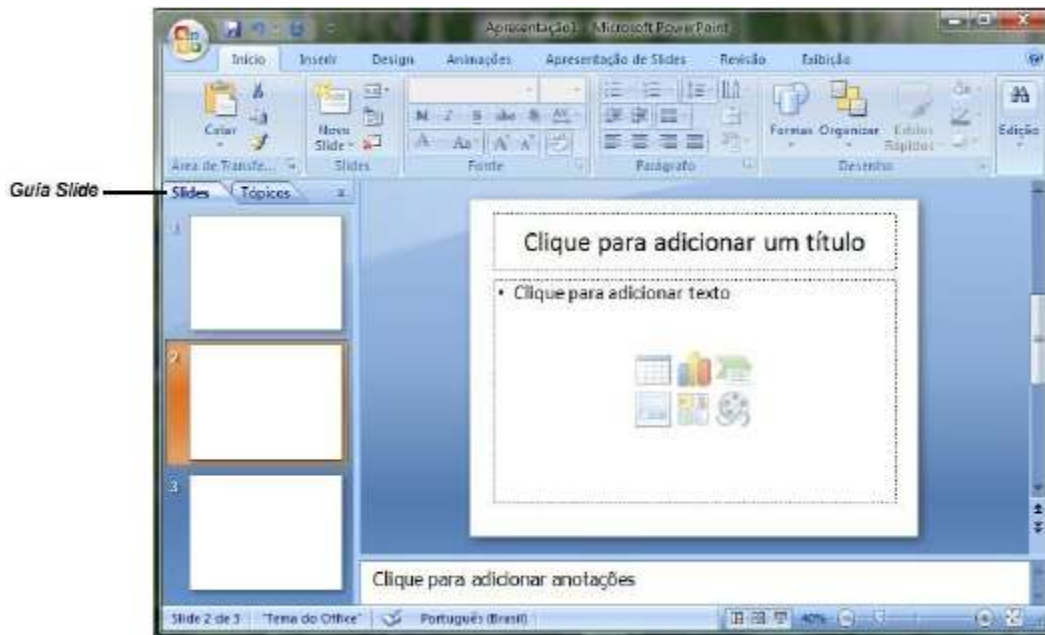 Apresentação1 - Microsoft PowerPoint
Início Inserir Design Animações Apresentação de Slides Revisão Exibição
Colar
Novo Slide
Formas Organizar Estilos Rápidos
Edição
Área de Transfe... Slides Fonte Parágrafo Desenho
Guia Slide
Slides Tópicos x
1
2
3
Clique para adicionar um título
• Clique para adicionar texto
Clique para adicionar anotações
Slide 2 de 3 "Tema do Office" Português (Brasil) 40%